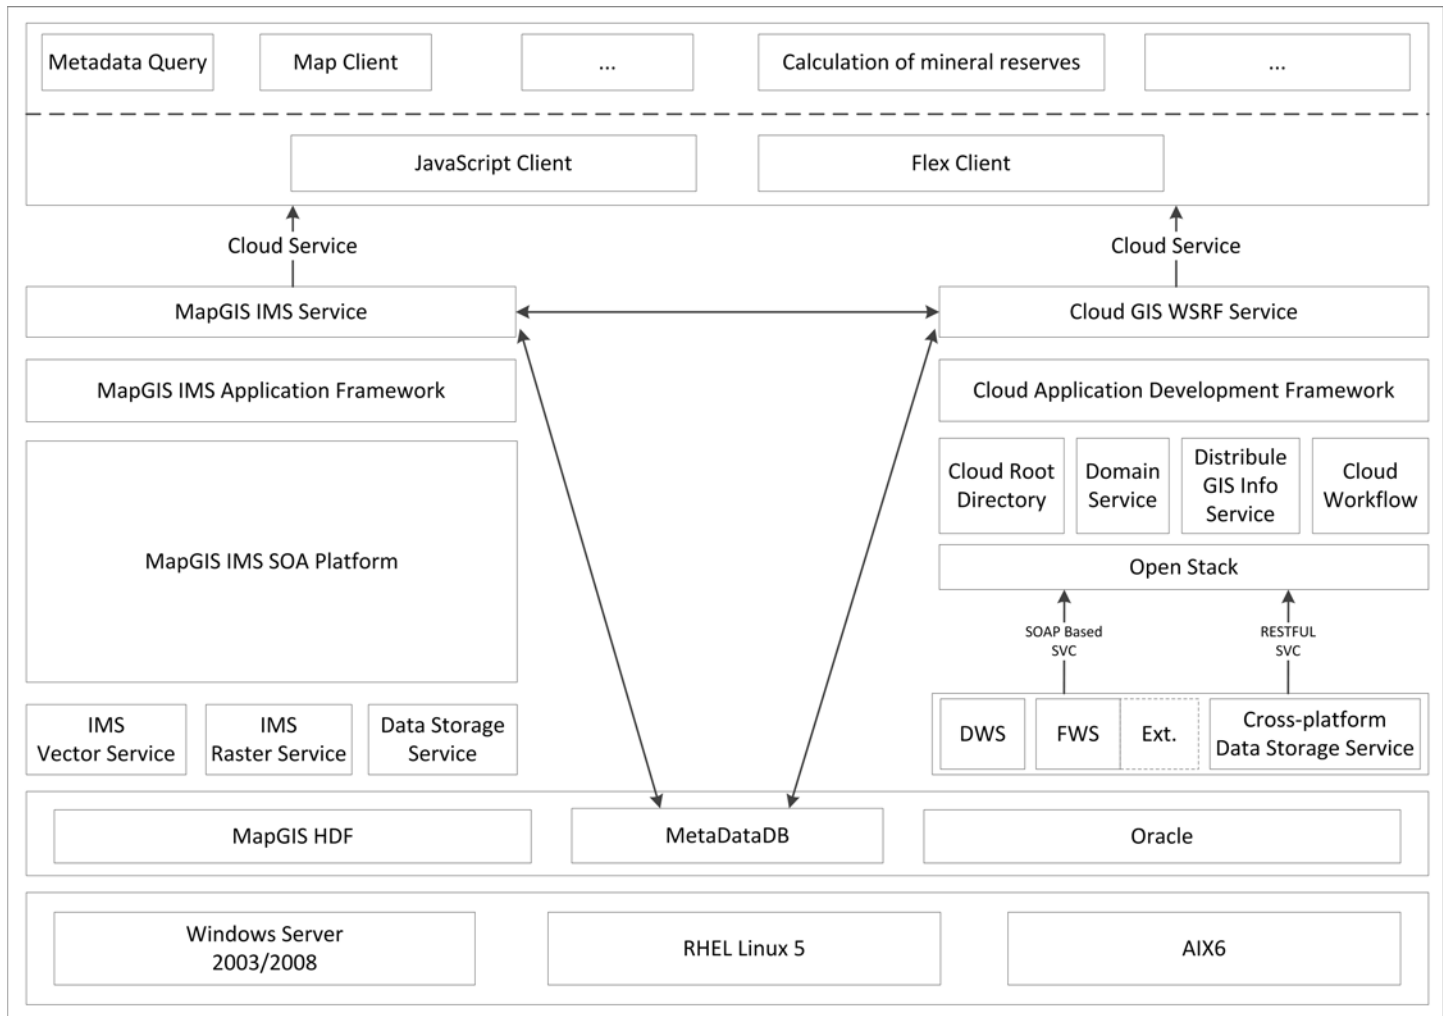 Metadata Query
Map Client
...
Calculation of mineral reserves
...
JavaScript Client
Flex Client
Cloud Service
Cloud Service
MapGIS IMS Service
Cloud GIS WSRF Service
MapGIS IMS Application Framework
Cloud Application Development Framework
MapGIS IMS SOA Platform
Cloud Root
Directory
Domain
Service
Distribule
GIS Info
Service
Cloud
Workflow
Open Stack
SOAP Based
SVC
RESTFUL
SVC
IMS
Vector Service
IMS
Raster Service
Data Storage
Service
DWS
FWS
Ext.
Cross-platform
Data Storage Service
MapGIS HDF
MetaDataDB
Oracle
Windows Server
2003/2008
RHEL Linux 5
AIX6